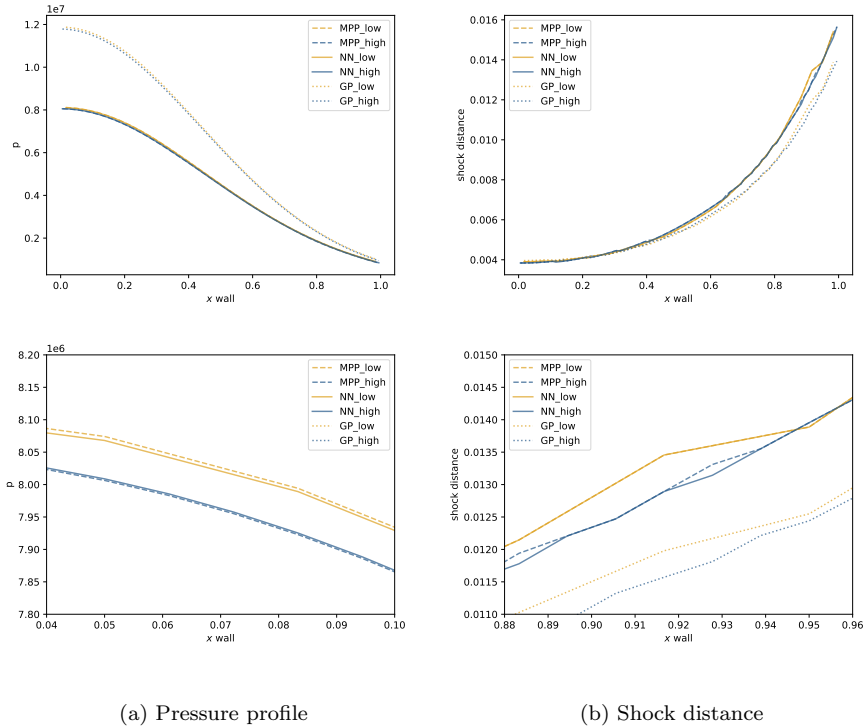 1e7
1.2
1.0
0.8
0.6
0.4
0.2
p
0.0 0.2 0.4 0.6 0.8 1.0
x wall
MPP_low
MPP_high
NN_low
NN_high
GP_low
GP_high
0.016
0.014
0.012
0.010
0.008
0.006
0.004
shock distance
0.0 0.2 0.4 0.6 0.8 1.0
x wall
MPP_low
MPP_high
NN_low
NN_high
GP_low
GP_high
1e6
8.20
8.15
8.10
8.05
8.00
7.95
7.90
7.85
7.80
p
0.04 0.05 0.06 0.07 0.08 0.09 0.10
x wall
MPP_low
MPP_high
NN_low
NN_high
GP_low
GP_high
0.0150
0.0145
0.0140
0.0135
0.0130
0.0125
0.0120
0.0115
0.0110
shock distance
0.88 0.89 0.90 0.91 0.92 0.93 0.94 0.95 0.96
x wall
MPP_low
MPP_high
NN_low
NN_high
GP_low
GP_high
(a) Pressure profile
(b) Shock distance